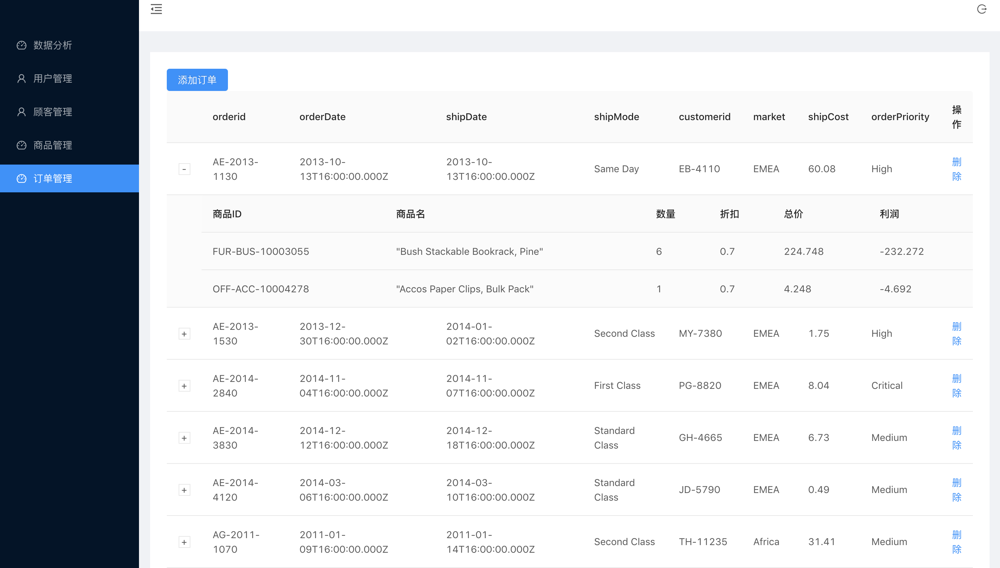 数据分析
用户管理
顾客管理
商品管理
订单管理
添加订单
orderid orderDate shipDate shipMode customerid market shipCost orderPriority 操作
AE-2013-1130 2013-10-13T16:00:00.000Z 2013-10-13T16:00:00.000Z Same Day EB-4110 EMEA 60.08 High 删除
商品ID 商品名 数量 折扣 总价 利润
FUR-BUS-10003055 "Bush Stackable Bookrack, Pine" 6 0.7 224.748 -232.272
OFF-ACC-10004278 "Accos Paper Clips, Bulk Pack" 1 0.7 4.248 -4.692
AE-2013-1530 2013-12-30T16:00:00.000Z 2014-01-02T16:00:00.000Z Second Class MY-7380 EMEA 1.75 High 删除
AE-2014-2840 2014-11-04T16:00:00.000Z 2014-11-07T16:00:00.000Z First Class PG-8820 EMEA 8.04 Critical 删除
AE-2014-3830 2014-12-12T16:00:00.000Z 2014-12-18T16:00:00.000Z Standard Class GH-4665 EMEA 6.73 Medium 删除
AE-2014-4120 2014-03-06T16:00:00.000Z 2014-03-10T16:00:00.000Z Standard Class JD-5790 EMEA 0.49 Medium 删除
AG-2011-1070 2011-01-09T16:00:00.000Z 2011-01-14T16:00:00.000Z Second Class TH-11235 Africa 31.41 Medium 删除